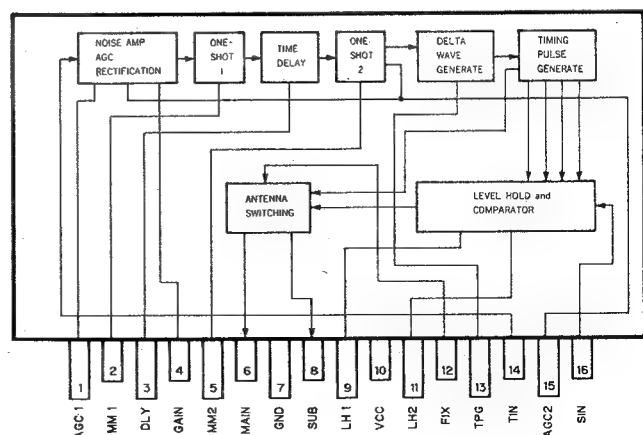 NOISE AMP
AGC
RECTIFICATION
ONE-
SHOT
1
TIME
DELAY
ONE-
SHOT
2
DELTA
WAVE
GENERATE
TIMING
PULSE
GENERATE
ANTENNA
SWITCHING
LEVEL HOLD and
COMPARATOR
1 2 3 4 5 6 7 8 9 10 11 12 13 14 15 16
AGC 1
MM 1
DLY
GAIN
MM2
MAIN
GND
SUB
LH 1
VCC
LH2
FIX
TPG
TIN
AGC2
SIN